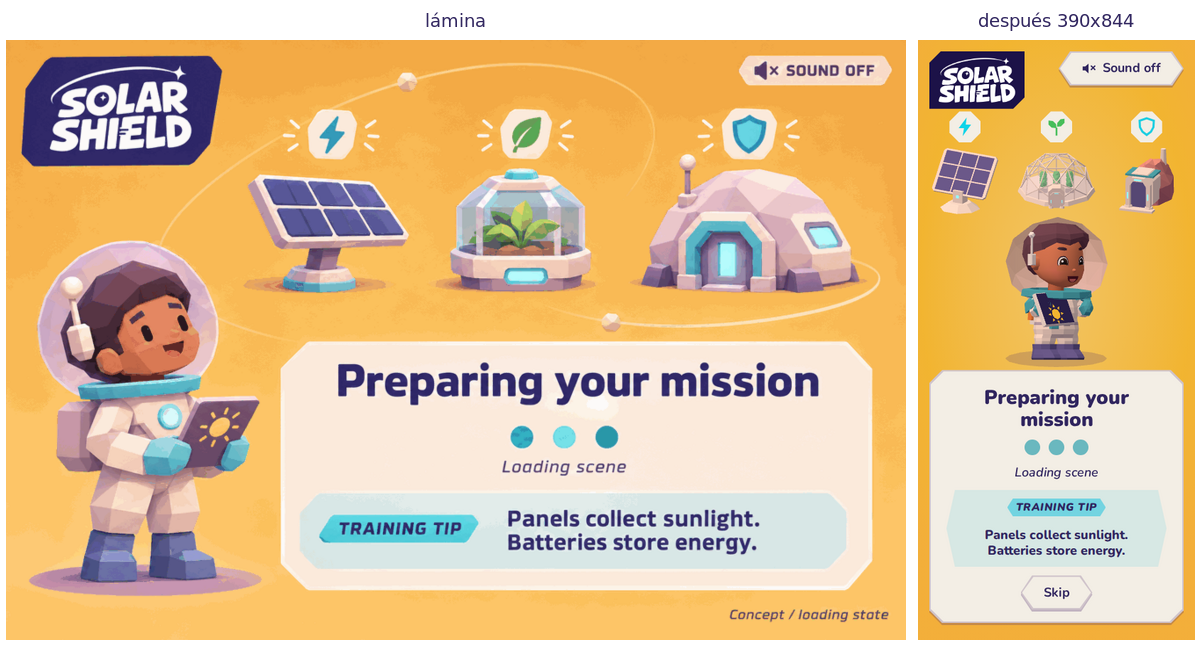 lámina
SOLAR
SHIELD
SOUND OFF
Preparing your mission
Loading scene
TRAINING TIP
Panels collect sunlight.
Batteries store energy.
Concept / loading state
después 390x844
SOLAR
SHIELD
Sound off
Preparing your
mission
Loading scene
TRAINING TIP
Panels collect sunlight.
Batteries store energy.
Skip